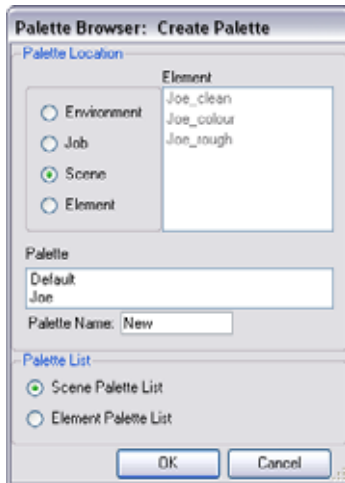 Palette Browser: Create Palette
Palette Location
Element
Environment
Job
Scene
Element
Joe_clean
Joe_colour
Joe_rough
Palette
Default
Joe
Palette Name: New
Palette List
Scene Palette List
Element Palette List
OK Cancel